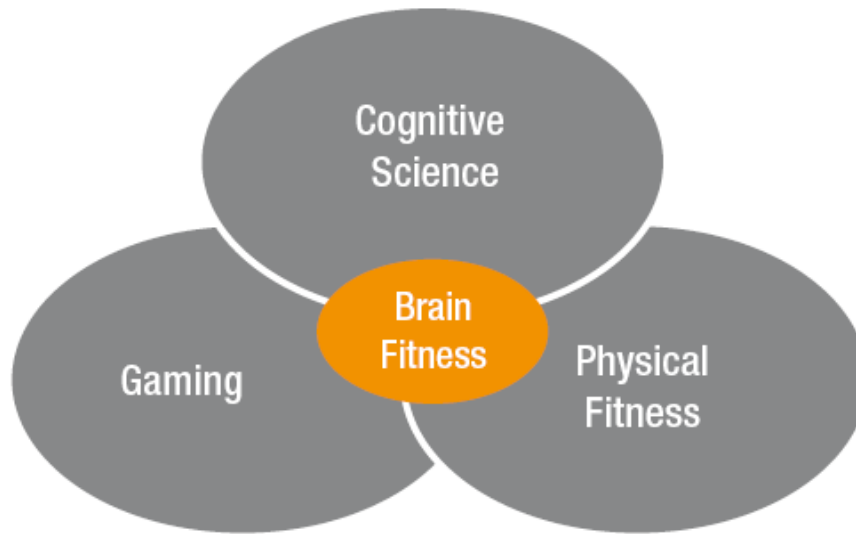 Cognitive
Science
Brain
Fitness
Gaming
Physical
Fitness